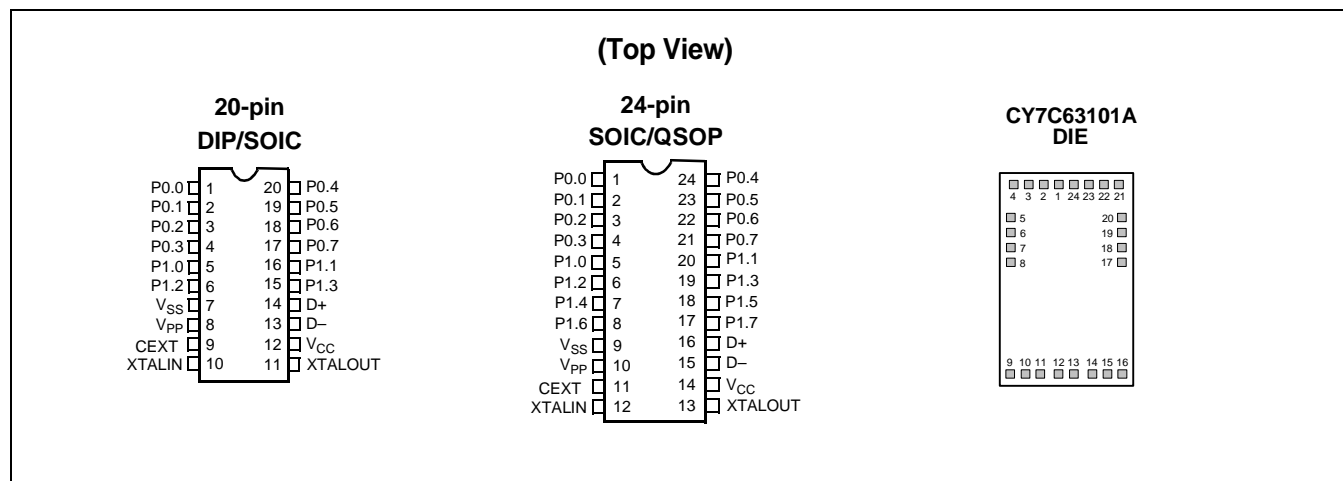 (Top View)
20-pin
DIP/SOIC
P0.0 1 20 P0.4
P0.1 2 19 P0.5
P0.2 3 18 P0.6
P0.3 4 17 P0.7
P1.0 5 16 P1.1
P1.2 6 15 P1.3
VSS 7 14 D+
VPP 8 13 D–
CEXT 9 12 VCC
XTALIN 10 11 XTALOUT
24-pin
SOIC/QSOP
P0.0 1 24 P0.4
P0.1 2 23 P0.5
P0.2 3 22 P0.6
P0.3 4 21 P0.7
P1.0 5 20 P1.1
P1.2 6 19 P1.3
P1.4 7 18 P1.5
P1.6 8 17 P1.7
VSS 9 16 D+
VPP 10 15 D–
CEXT 11 14 VCC
XTALIN 12 13 XTALOUT
CY7C63101A
DIE
4 3 2 1 24 23 22 21
5 20
6 19
7 18
8 17
9 10 11 12 13 14 15 16